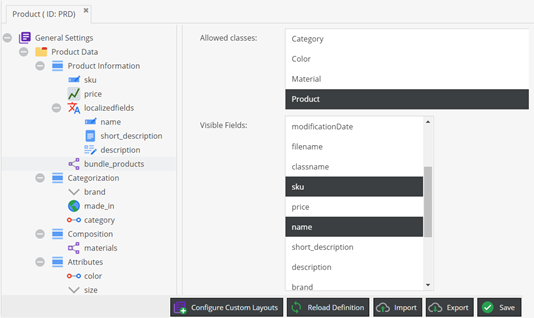 Product ( ID: PRD)
General Settings
Product Data
Product Information
sku
price
localizedfields
name
short_description
description
bundle_products
Categorization
brand
made_in
category
Composition
materials
Attributes
color
size
Allowed classes:
Category
Color
Material
Product
Visible Fields:
modificationDate
filename
classname
sku
price
name
short_description
description
brand
Configure Custom Layouts
Reload Definition
Import
Export
Save